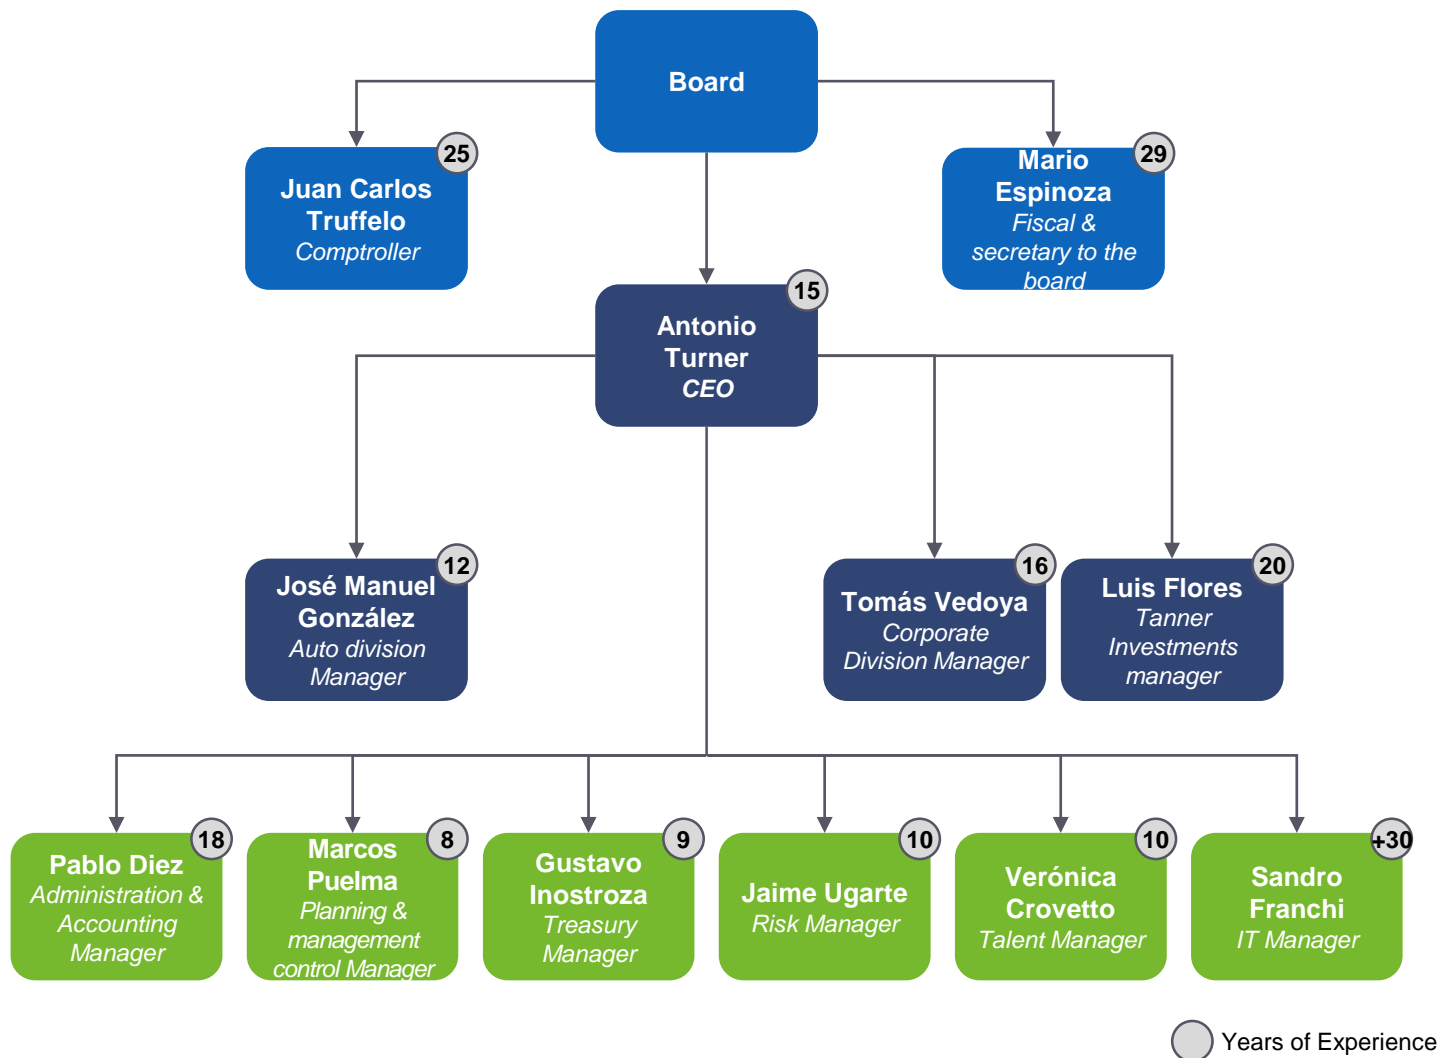 Board
25
Juan Carlos
Truffelo
Comptroller
29
Mario
Espinoza
Fiscal &
secretary to the
board
15
Antonio
Turner
CEO
12
José Manuel
González
Auto division
Manager
16
Tomás Vedoya
Corporate
Division Manager
20
Luis Flores
Tanner
Investments
manager
18
Pablo Diez
Administration &
Accounting
Manager
8
Marcos
Puelma
Planning &
management
control Manager
9
Gustavo
Inostroza
Treasury
Manager
10
Jaime Ugarte
Risk Manager
10
Verónica
Crovetto
Talent Manager
+30
Sandro
Franchi
IT Manager
Years of Experience